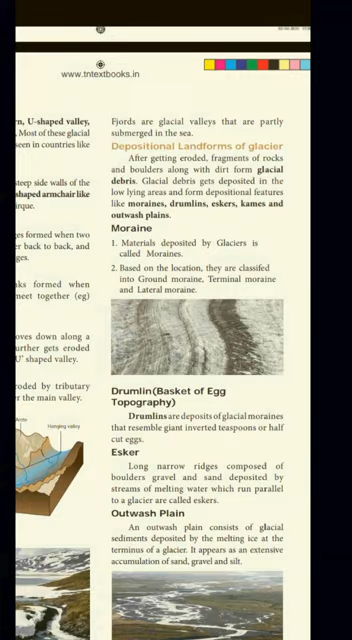 www.tntextbooks.in
rn, U-shaped valley,
. Most of these glacial
seen in countries like
steep side walls of the
shaped armchair like
irque.
ges formed when two
er back to back, and
ges.
aks formed when
meet together (eg)
oves down along a
urther gets eroded
U' shaped valley.
roded by tributary
er the main valley.
Arete
Hanging valley
Fjords are glacial valleys that are partly
submerged in the sea.
Depositional Landforms of glacier
After getting eroded, fragments of rocks
and boulders along with dirt form glacial
debris. Glacial debris gets deposited in the
low lying areas and form depositional features
like moraines, drumlins, eskers, kames and
outwash plains.
Moraine
1. Materials deposited by Glaciers is
called Moraines.
2. Based on the location, they are classifed
into Ground moraine, Terminal moraine
and Lateral moraine.
Drumlin(Basket of Egg
Topography)
Drumlins are deposits of glacial moraines
that resemble giant inverted teaspoons or half
cut eggs.
Esker
Long narrow ridges composed of
boulders gravel and sand deposited by
streams of melting water which run parallel
to a glacier are called eskers.
Outwash Plain
An outwash plain consists of glacial
sediments deposited by the melting ice at the
terminus of a glacier. It appears as an extensive
accumulation of sand, gravel and silt.